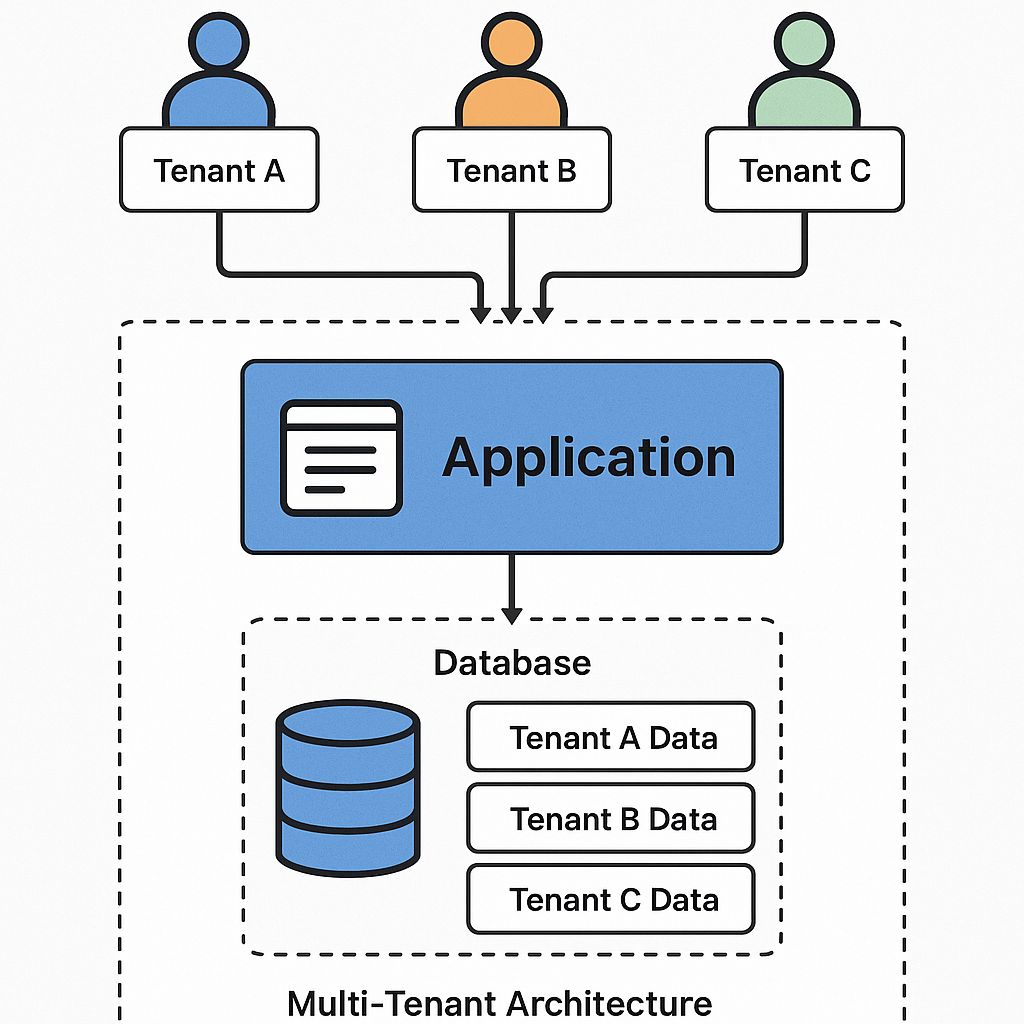 Tenant A
Tenant B
Tenant C
Application
Database
Tenant A Data
Tenant B Data
Tenant C Data
Multi-Tenant Architecture